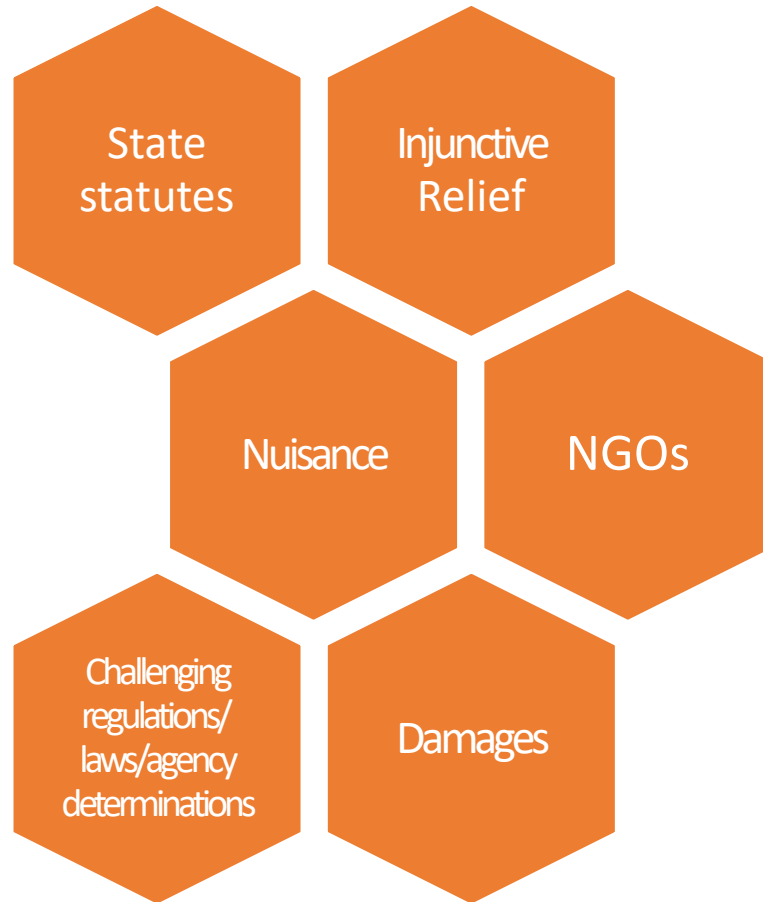 State
statutes
Injunctive
Relief
Nuisance
NGOs
Challenging
regulations/
laws/agency
determinations
Damages